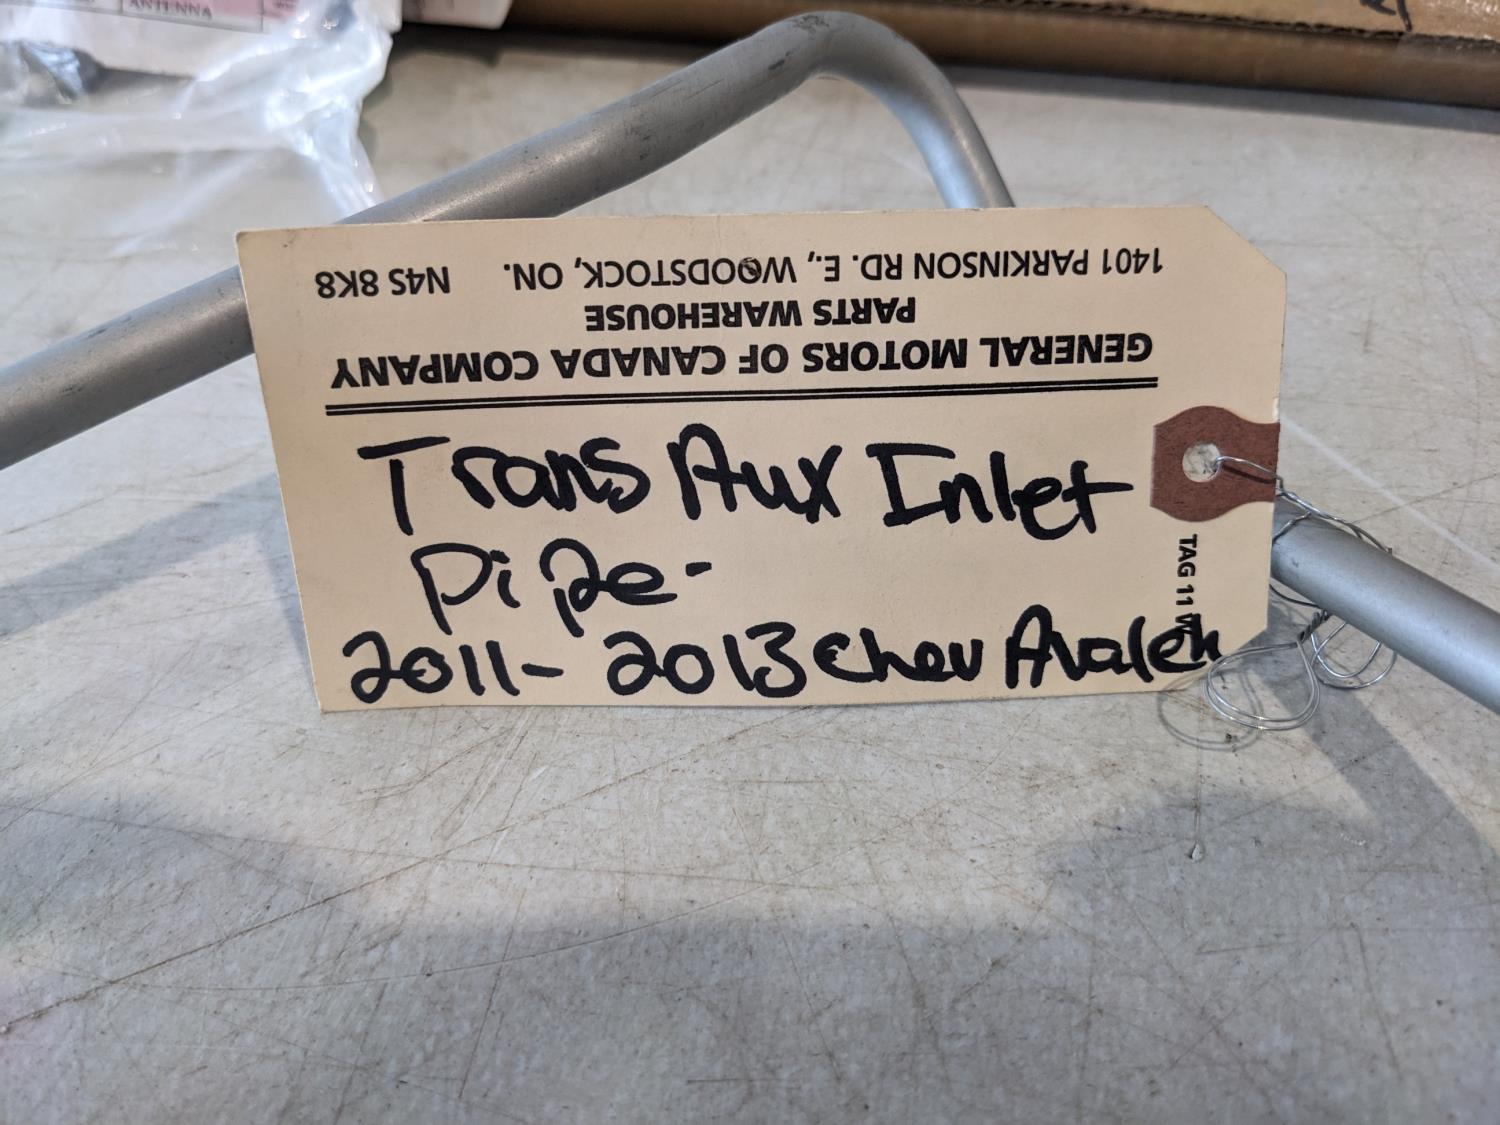 ANTENNA
N4S 8K8
1401 PARKINSON RD. E., WOODSTOCK, ON.
PARTS WAREHOUSE
GENERAL MOTORS OF CANADA COMPANY
Trans Aux Inlet
Pipe-
2011- 2013 Chev Avalch
TAG 11